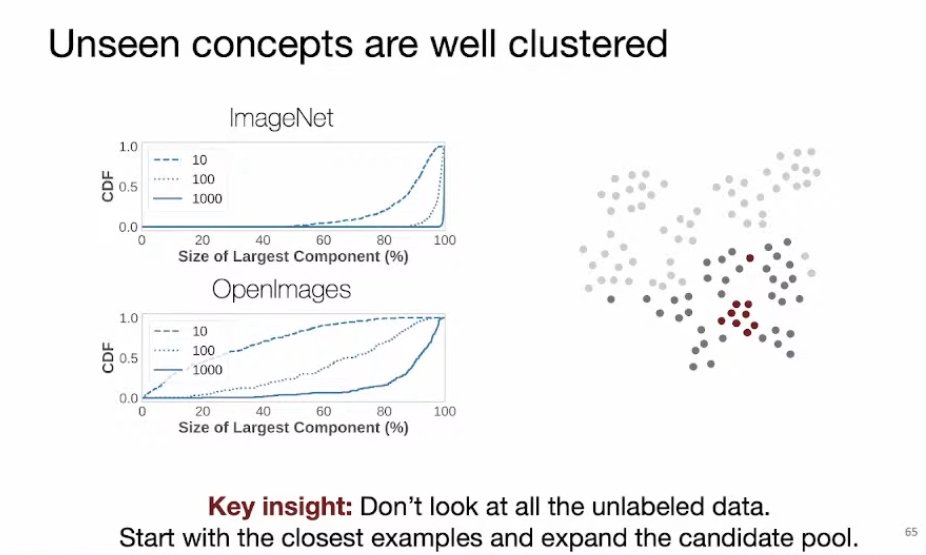 Unseen concepts are well clustered
ImageNet
CDF
1.0
0.5
0.0
10
100
1000
0 20 40 60 80 100
Size of Largest Component (%)
OpenImages
CDF
1.0
0.5
0.0
10
100
1000
0 20 40 60 80 100
Size of Largest Component (%)
Key insight: Don't look at all the unlabeled data.
Start with the closest examples and expand the candidate pool.
65